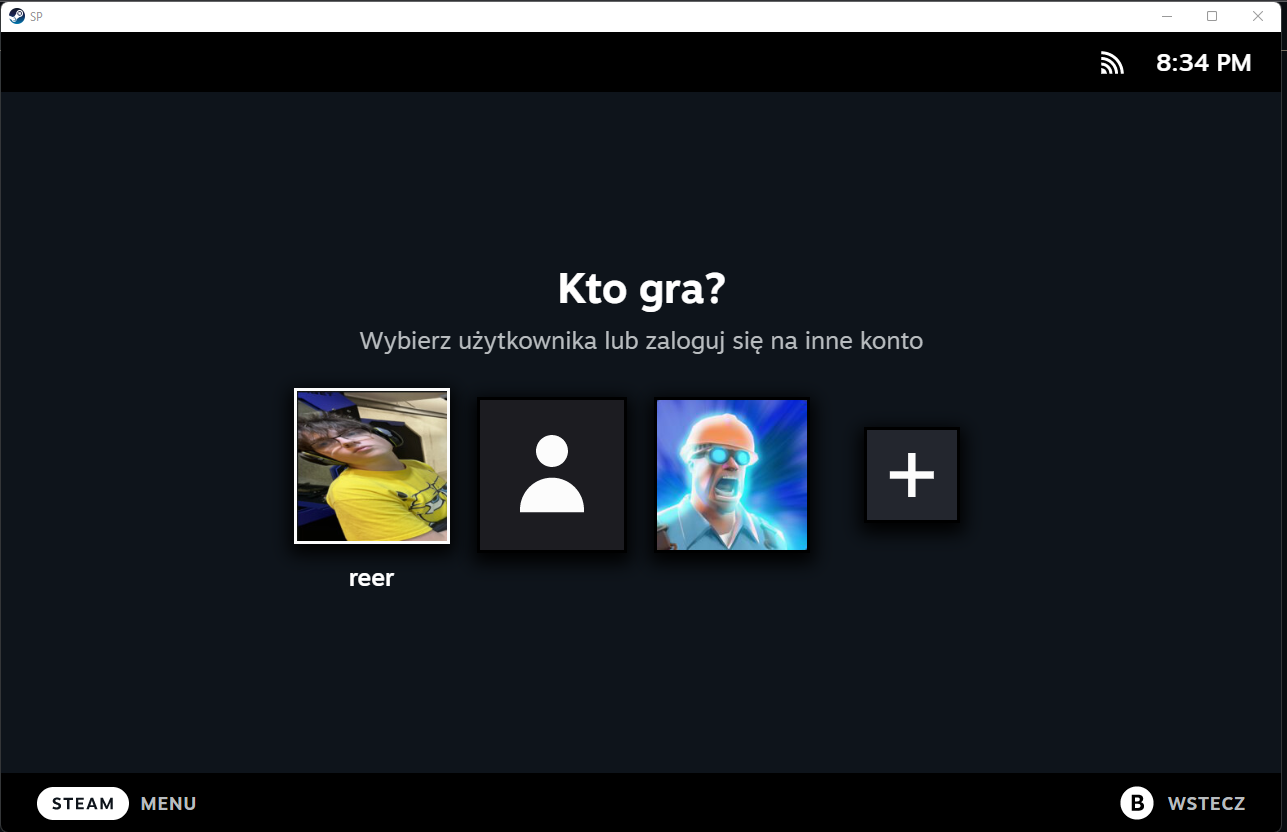 SP
8:34 PM
Kto gra?
Wybierz użytkownika lub zaloguj się na inne konto
reer
STEAM MENU
B WSTECZ